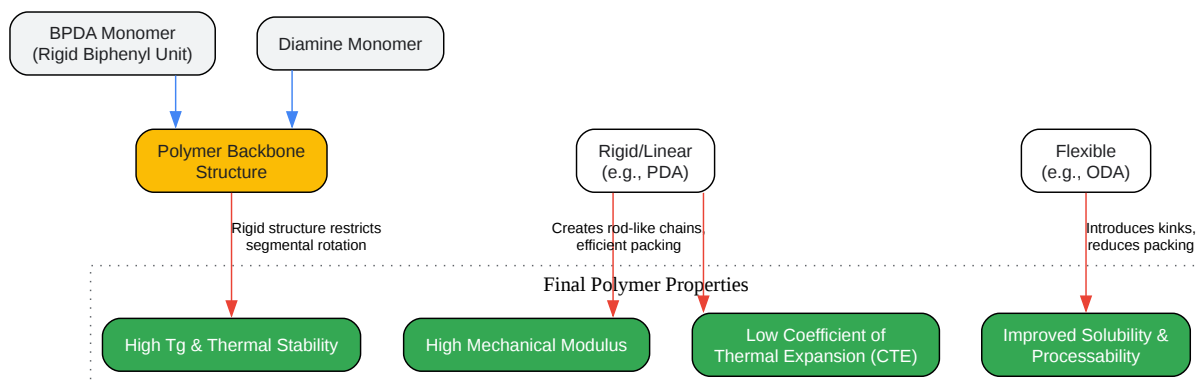 BPDA Monomer
(Rigid Biphenyl Unit)
Diamine Monomer
Polymer Backbone
Structure
Rigid/Linear
(e.g., PDA)
Flexible
(e.g., ODA)
Rigid structure restricts
segmental rotation
Creates rod-like chains,
efficient packing
Introduces kinks,
reduces packing
Final Polymer Properties
High Tg & Thermal Stability
High Mechanical Modulus
Low Coefficient of
Thermal Expansion (CTE)
Improved Solubility &
Processability